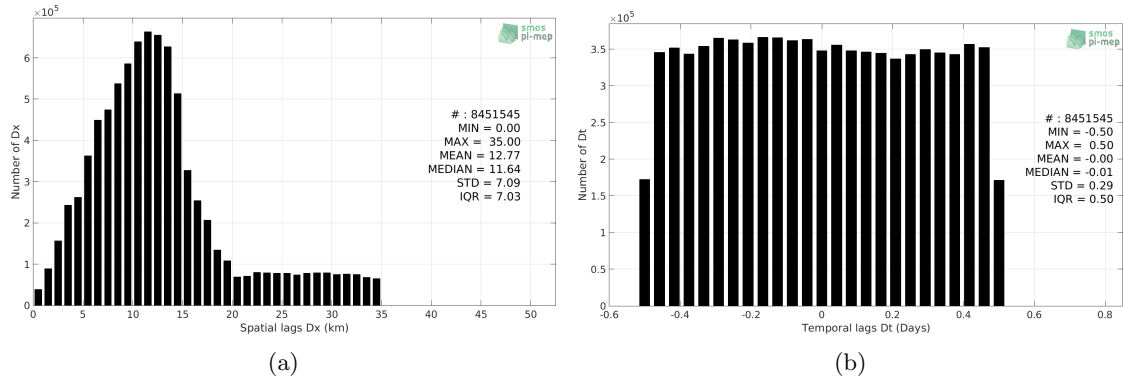 ×10^5
smos
pi-mep
6
5
4
3
2
1
0
Number of Dx
# : 8451545
MIN = 0.00
MAX = 35.00
MEAN = 12.77
MEDIAN = 11.64
STD = 7.09
IQR = 7.03
0 5 10 15 20 25 30 35 40 45 50
Spatial lags Dx (km)
(a)
×10^5
smos
pi-mep
3.5
3
2.5
2
1.5
1
0.5
0
Number of Dt
# : 8451545
MIN = -0.50
MAX = 0.50
MEAN = -0.00
MEDIAN = -0.01
STD = 0.29
IQR = 0.50
-0.6 -0.4 -0.2 0 0.2 0.4 0.6 0.8
Temporal lags Dt (Days)
(b)